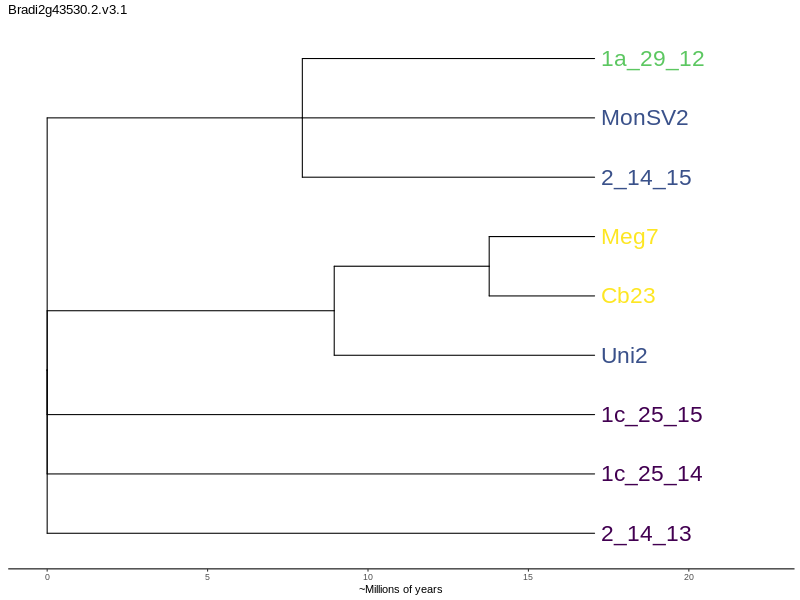 Bradi2g43530.2.v3.1
1a_29_12
MonSV2
2_14_15
Meg7
Cb23
Uni2
1c_25_15
1c_25_14
2_14_13
0 5 10 15 20
~Millions of years